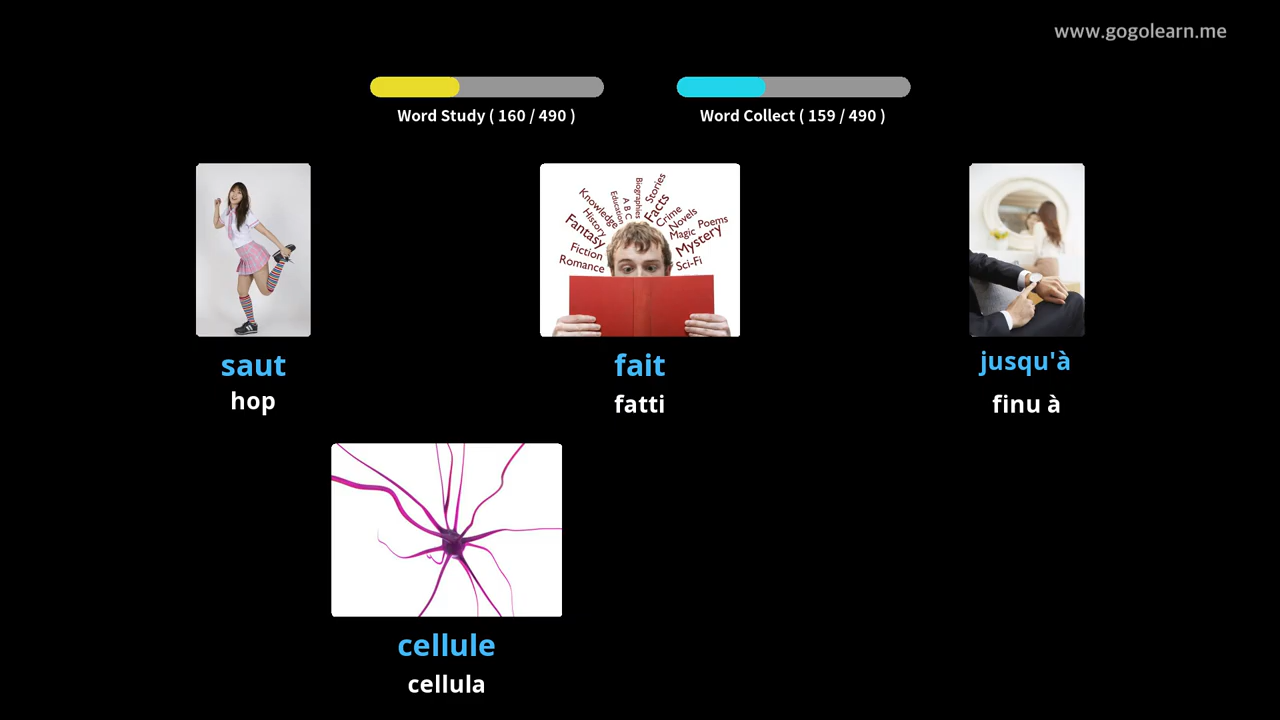 www.gogolearn.me
Word Study ( 160 / 490 )
Word Collect ( 159 / 490 )
Knowledge
History
Fantasy
Fiction
Romance
Education
A B C
Biographies
Stories
Facts
Crime
Novels
Magic
Poems
Mystery
Sci-Fi
saut
hop
fait
fatti
jusqu'à
finu à
cellule
cellula